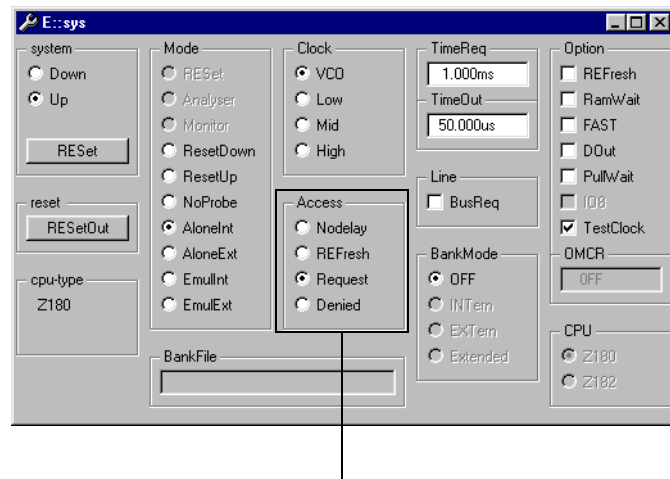 E::sys
system
Down
Up
RESet
reset
RESetOut
cpu-type
Z180
Mode
RESet
Analyser
Monitor
ResetDown
ResetUp
NoProbe
AloneInt
AloneExt
EmulInt
EmulExt
BankFile
Clock
VCO
Low
Mid
High
Access
Nodelay
REFresh
Request
Denied
TimeReq
1.000ms
TimeOut
50.000us
Line
BusReq
BankMode
OFF
INTern
EXTern
Extended
Option
REFresh
RamWait
FAST
DOut
PullWait
IO8
TestClock
OMCR
OFF
CPU
Z180
Z182